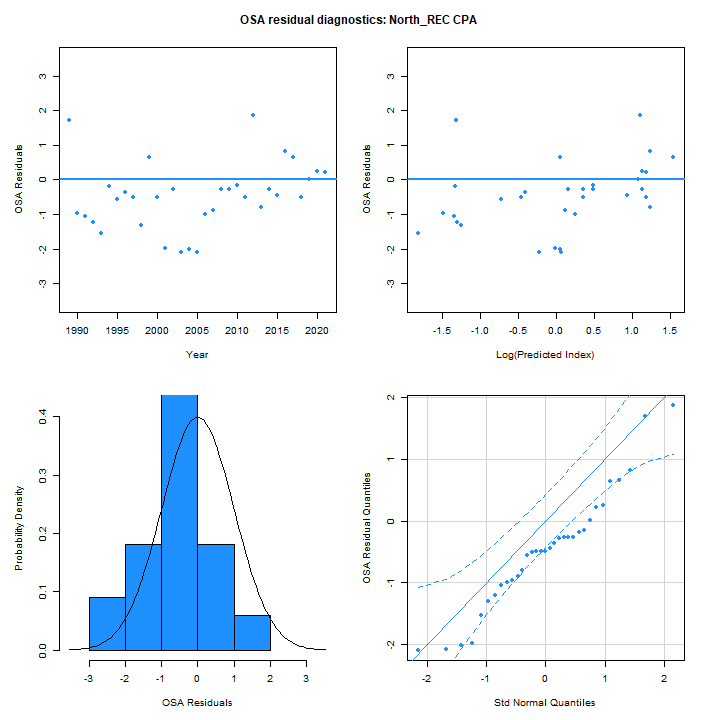 OSA residual diagnostics: North_REC CPA
OSA Residuals
3
2
1
0
-1
-2
-3
1990 1995 2000 2005 2010 2015 2020
Year
OSA Residuals
3
2
1
0
-1
-2
-3
-1.5 -1.0 -0.5 0.0 0.5 1.0 1.5
Log(Predicted Index)
Probability Density
0.4
0.3
0.2
0.1
0.0
-3 -2 -1 0 1 2 3
OSA Residuals
OSA Residual Quantiles
2
1
0
-1
-2
-2 -1 0 1 2
Std Normal Quantiles